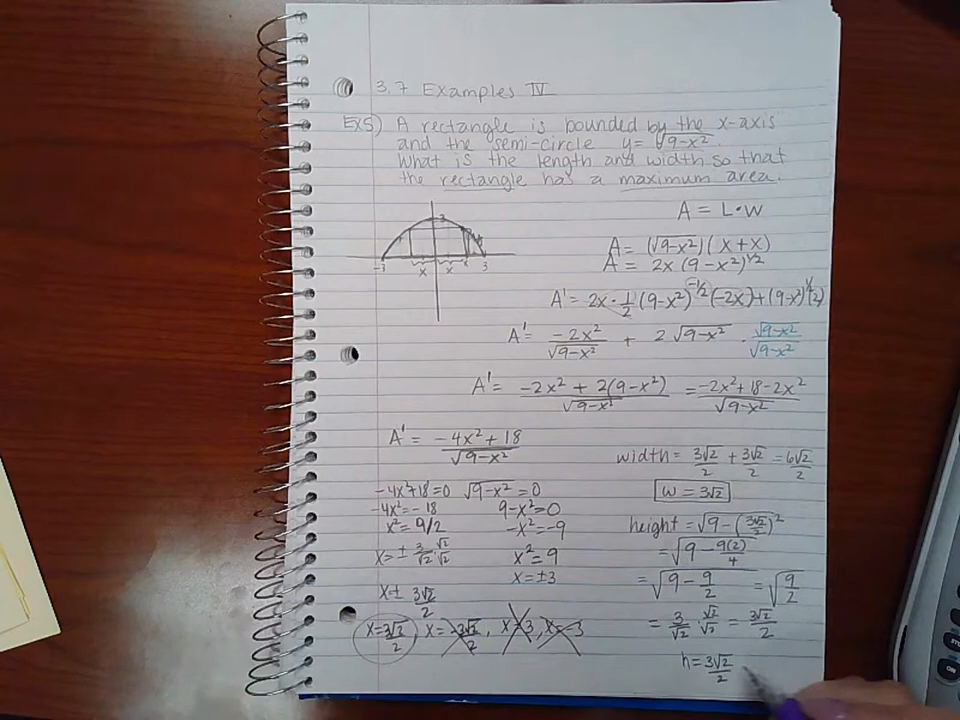 3.7 Examples IV
EX5) A rectangle is bounded by the x-axis
and the semi-circle y= √9-x².
What is the length and width so that
the rectangle has a maximum area.
A = L•W
3
-3 x x x 3
A = (√9-x²)(x+x)
A = 2x(9-x²)^1/2
A' = 2x · 1/2 (9-x²)^-1/2 (-2x) + (9-x²)^1/2 (2)
A' = -2x²/√9-x² + 2√9-x² · √9-x²/√9-x²
A' = -2x² + 2(9-x²)/√9-x² = -2x²+18-2x²/√9-x²
A' = -4x²+18/√9-x²
-4x²+18=0 √9-x²=0
-4x²=-18 9-x²=0
x²=9/2 -x²=-9
x=± 3/√2 · √2/√2 x²=9
x=±3
x± 3√2/2
x=3√2/2 x=-3√2/2, x=3, x=-3
width = 3√2/2 + 3√2/2 = 6√2/2
w = 3√2
height = √9-(3√2/2)²
= √9-9(2)/4
= √9-9/2 = √9/2
= 3/√2 · √2/√2 = 3√2/2
h=3√2/2